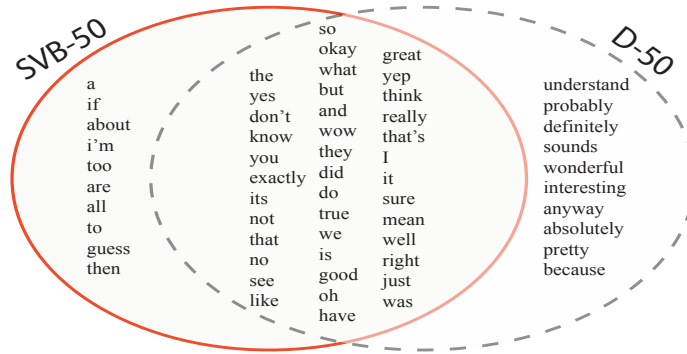 SVB-50
D-50
a
if
about
i'm
too
are
all
to
guess
then
the
yes
don't
know
you
exactly
its
not
that
no
see
like
so
okay
what
but
and
wow
they
did
do
true
we
is
good
oh
have
great
yep
think
really
that's
I
it
sure
mean
well
right
just
was
understand
probably
definitely
sounds
wonderful
interesting
anyway
absolutely
pretty
because